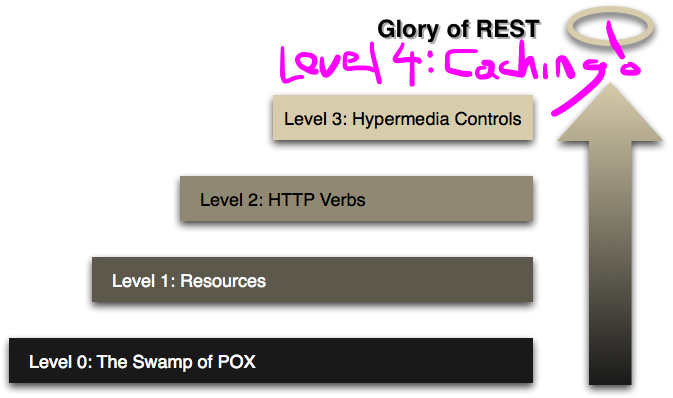 Glory of REST
Level 4: Caching!
Level 3: Hypermedia Controls
Level 2: HTTP Verbs
Level 1: Resources
Level 0: The Swamp of POX